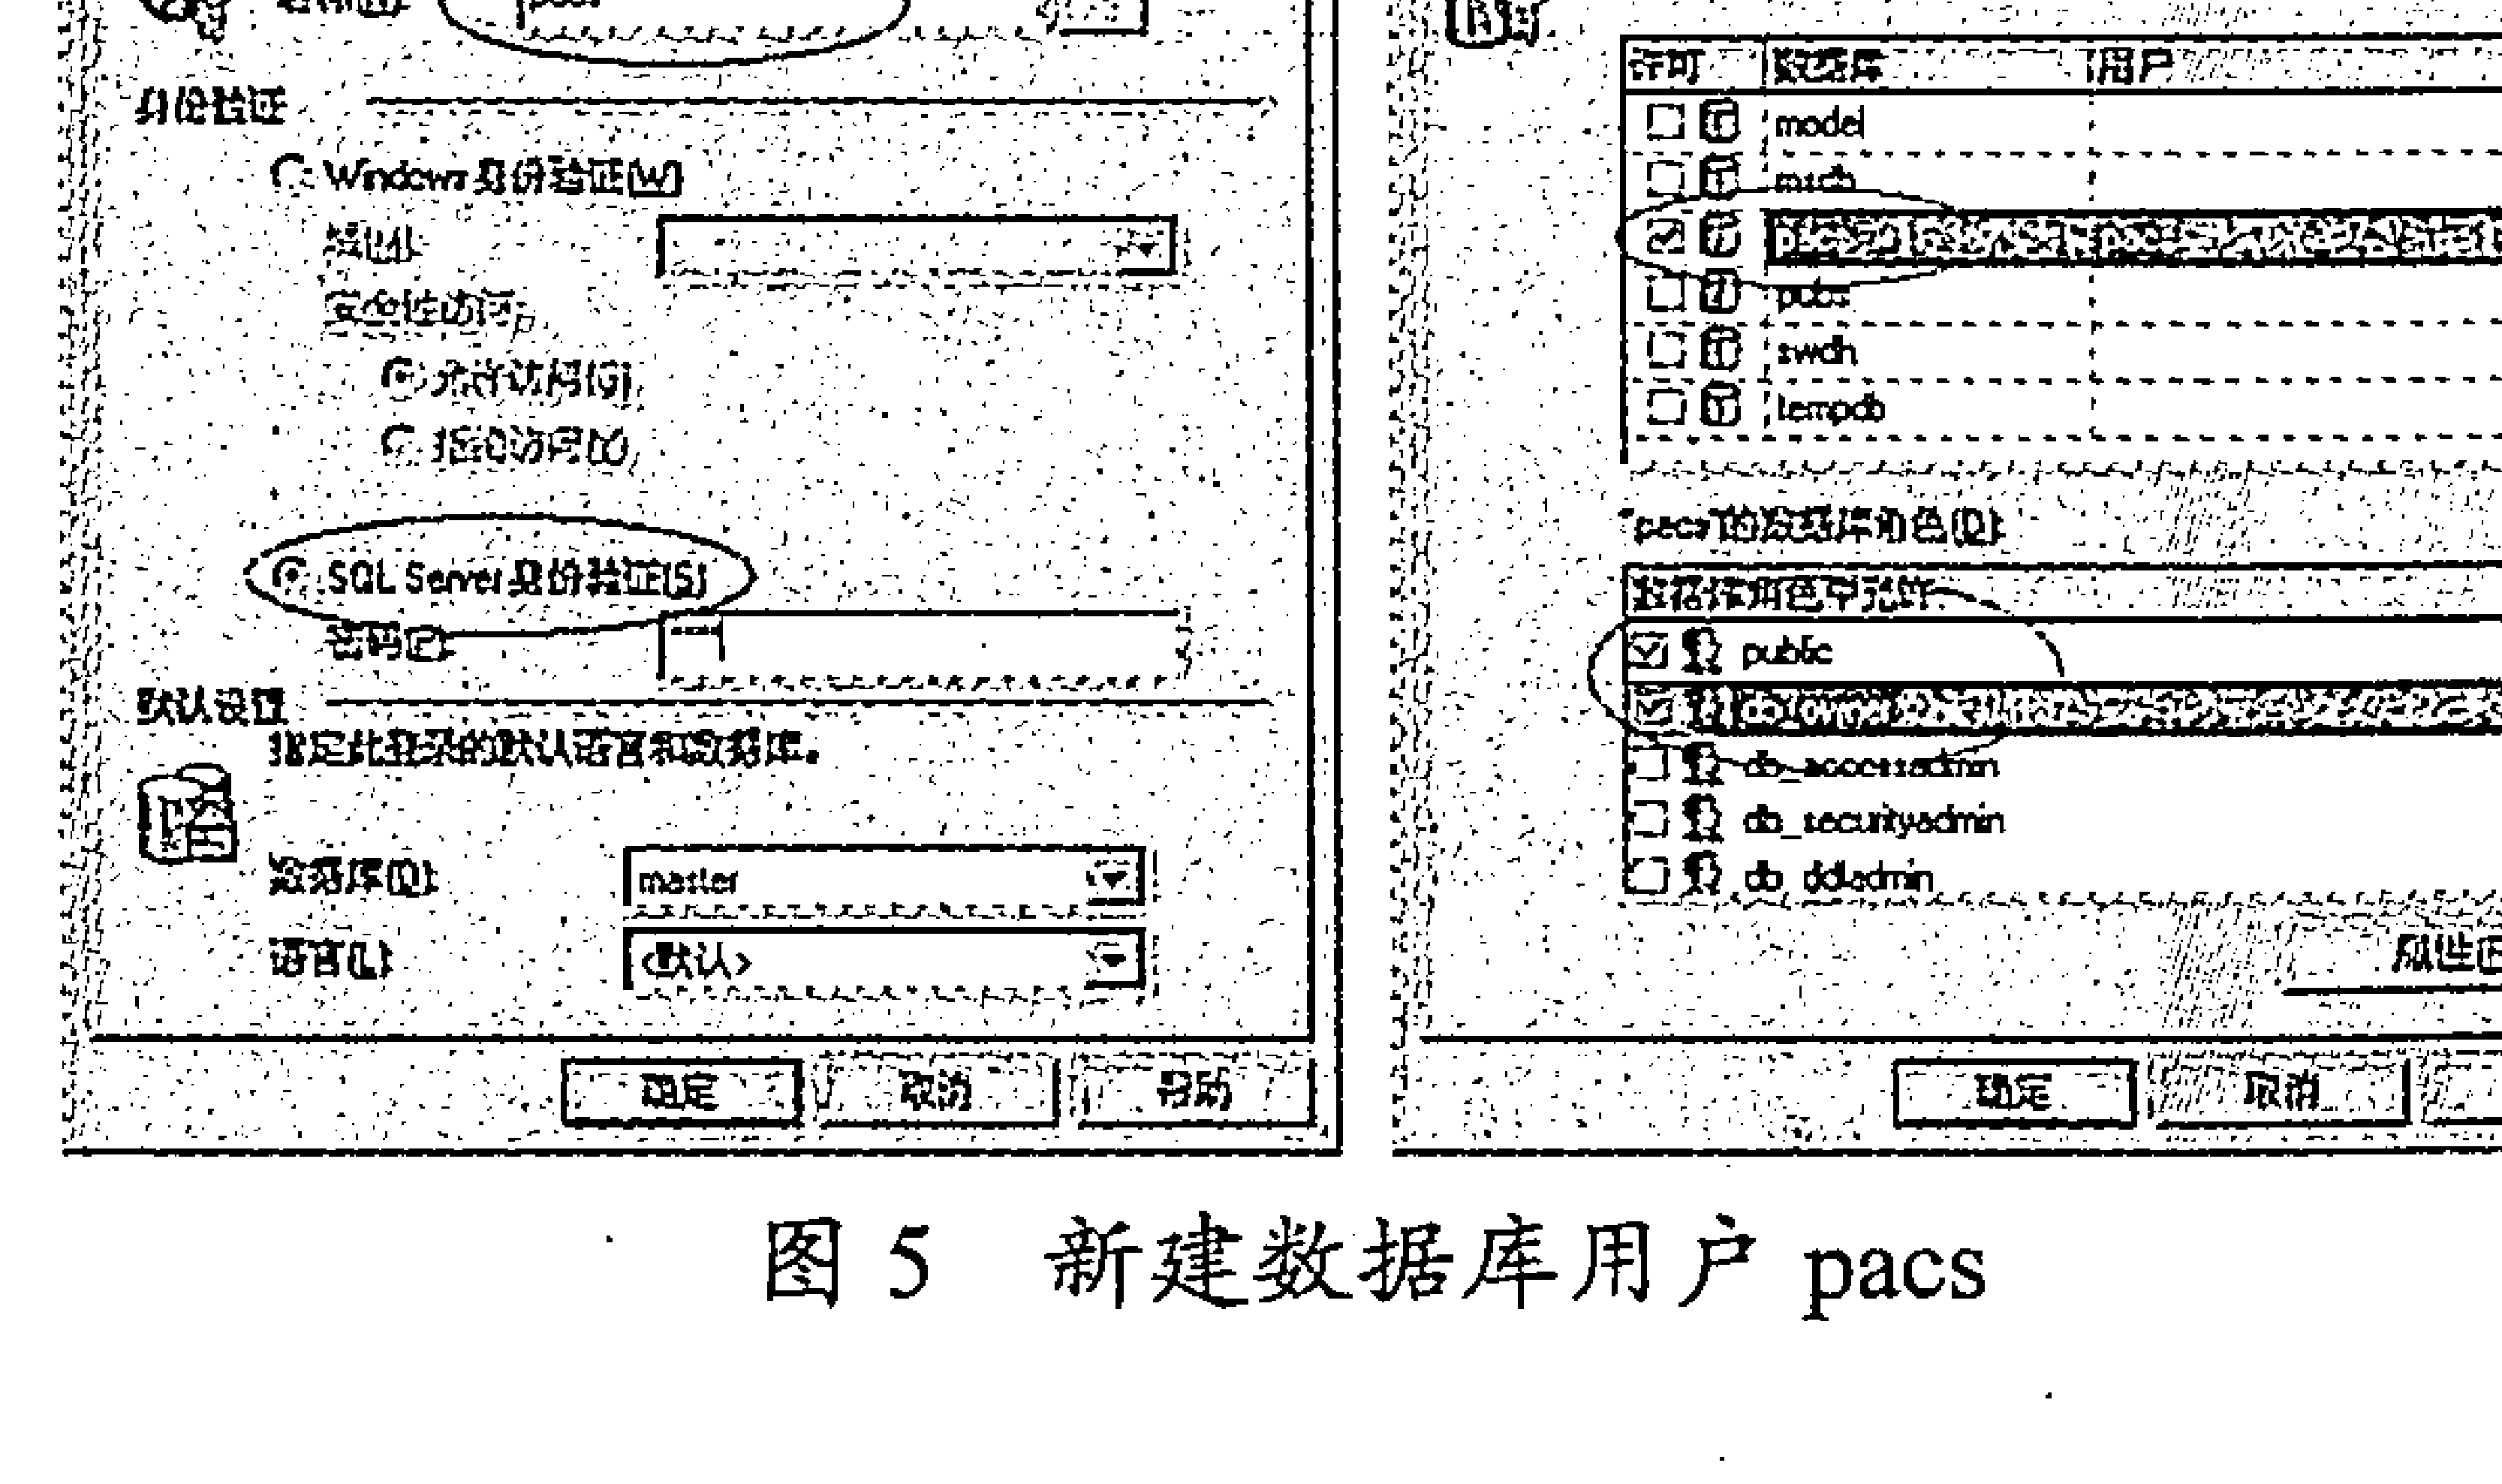 身份验证
Windows 身份验证(W)
安全性访问:
允许访问(G)
拒绝访问(Y)
SQL Server 身份验证(S)
密码(P)
默认设置
指定此登录的默认语言和数据库。
数据库(D)
master
语言(L)
<默认>
确定
取消
帮助
许可 数据库 用户
model
msdb
pacs
pubs
swdh
tempdb
"pacs"的数据库角色(D):
数据库角色中允许
public
db_owner
db_accessadmin
db_securityadmin
db_ddladmin
确定
取消
图 5 新建数据库用户 pacs